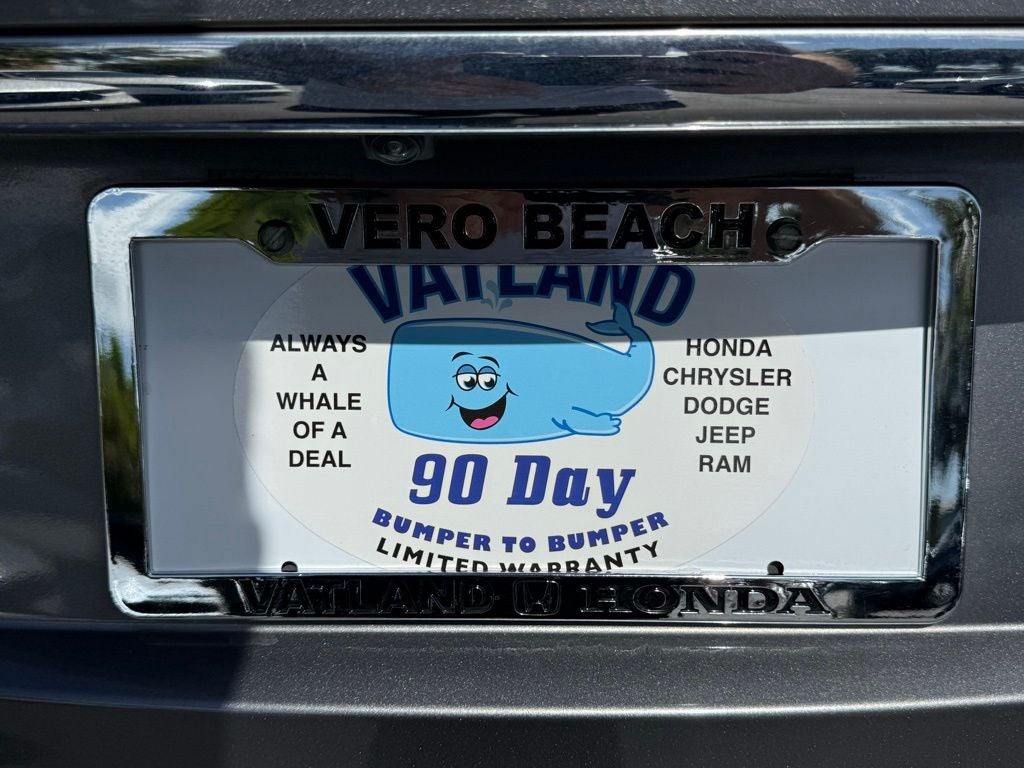 VERO BEACH
VATLAND
ALWAYS
A
WHALE
OF A
DEAL
HONDA
CHRYSLER
DODGE
JEEP
RAM
90 Day
BUMPER TO BUMPER
LIMITED WARRANTY
VATLAND HONDA